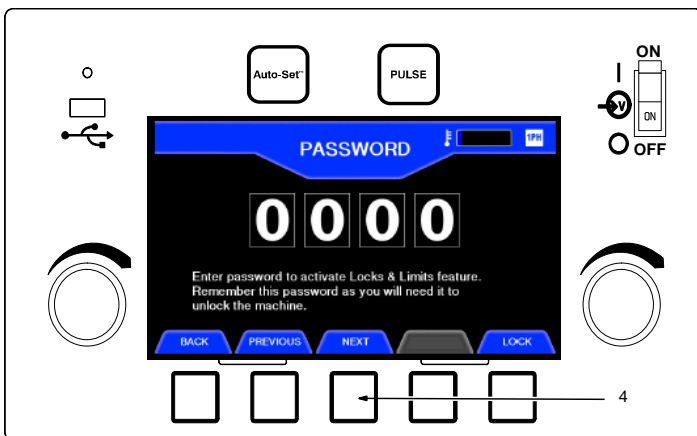 Auto-Set™
PULSE
ON
I
V
ON
OFF
PASSWORD
1PH
0 0 0 0
Enter password to activate Locks & Limits feature.
Remember this password as you will need it to
unlock the machine.
BACK PREVIOUS NEXT LOCK
4